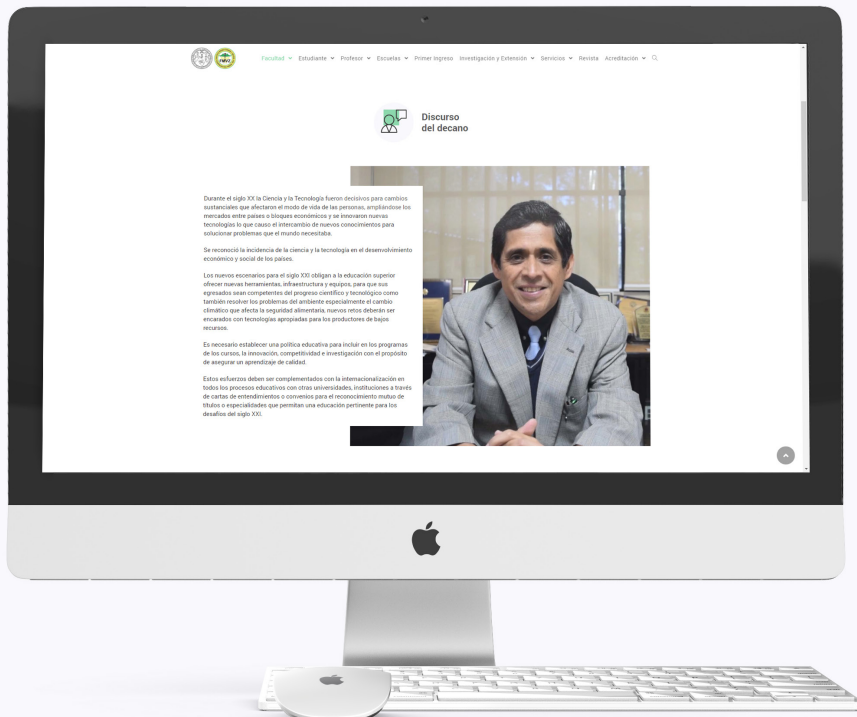 FMVZ
Facultad Estudiante Profesor Escuelas Primer Ingreso Investigación y Extensión Servicios Revista Acreditación
Discurso
del decano
Durante el siglo XX la Ciencia y la Tecnología fueron decisivos para cambios
sustanciales que afectaron el modo de vida de las personas, ampliándose los
mercados entre países o bloques económicos y se innovaron nuevas
tecnologías lo que causo el intercambio de nuevos conocimientos para
solucionar problemas que el mundo necesitaba.
Se reconoció la incidencia de la ciencia y la tecnología en el desenvolvimiento
económico y social de los países.
Los nuevos escenarios para el siglo XXI obligan a la educación superior
ofrecer nuevas herramientas, infraestructura y equipos, para que sus
egresados sean competentes del progreso científico y tecnológico como
también resolver los problemas del ambiente especialmente el cambio
climático que afecta la seguridad alimentaria, nuevos retos deberán ser
encarados con tecnologías apropiadas para los productores de bajos
recursos.
Es necesario establecer una política educativa para incluir en los programas
de los cursos, la innovación, competitividad e investigación con el propósito
de asegurar un aprendizaje de calidad.
Estos esfuerzos deben ser complementados con la internacionalización en
todos los procesos educativos con otras universidades, instituciones a través
de cartas de entendimientos o convenios para el reconocimiento mutuo de
títulos o especialidades que permitan una educación pertinente para los
desafíos del siglo XXI.